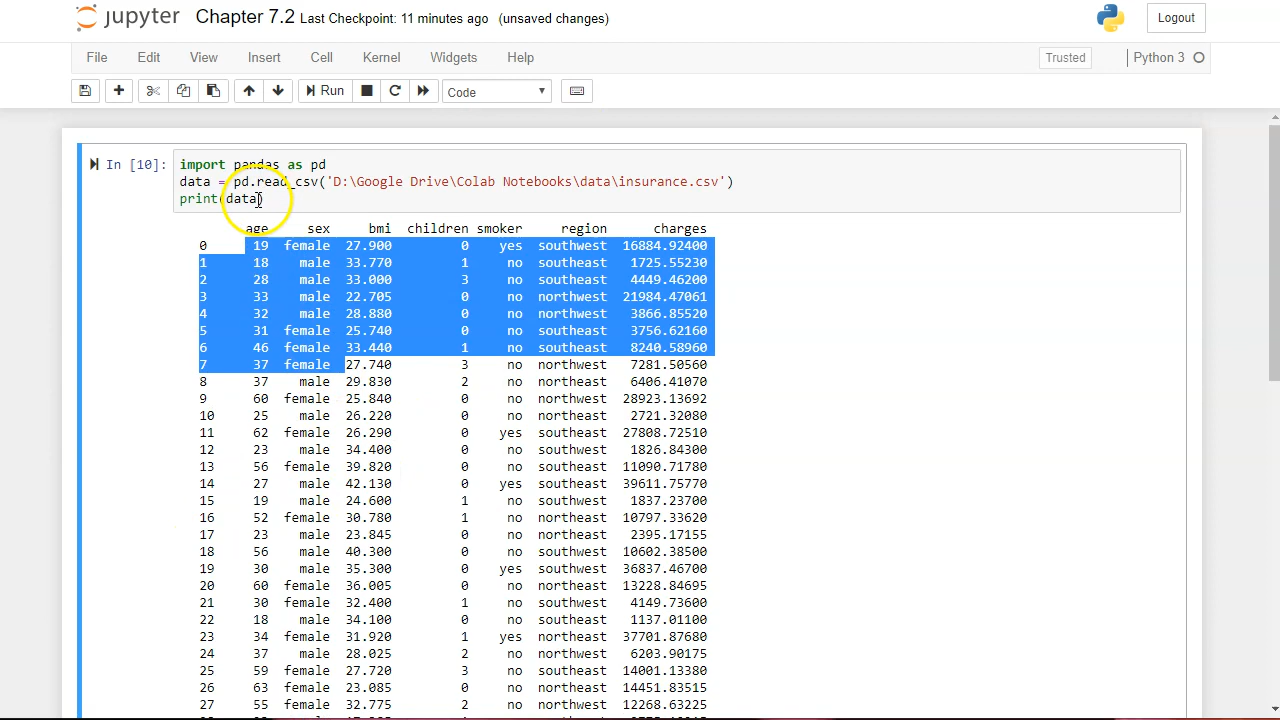 jupyter Chapter 7.2 Last Checkpoint: 11 minutes ago (unsaved changes) Logout
File Edit View Insert Cell Kernel Widgets Help Trusted Python 3
Run Code
In [10]: import pandas as pd
data = pd.read_csv('D:\Google Drive\Colab Notebooks\data\insurance.csv')
print(data)
age sex bmi children smoker region charges
0 19 female 27.900 0 yes southwest 16884.92400
1 18 male 33.770 1 no southeast 1725.55230
2 28 male 33.000 3 no southeast 4449.46200
3 33 male 22.705 0 no northwest 21984.47061
4 32 male 28.880 0 no northwest 3866.85520
5 31 female 25.740 0 no southeast 3756.62160
6 46 female 33.440 1 no southeast 8240.58960
7 37 female 27.740 3 no northwest 7281.50560
8 37 male 29.830 2 no northeast 6406.41070
9 60 female 25.840 0 no northwest 28923.13692
10 25 male 26.220 0 no northeast 2721.32080
11 62 female 26.290 0 yes southeast 27808.72510
12 23 male 34.400 0 no southwest 1826.84300
13 56 female 39.820 0 no southeast 11090.71780
14 27 male 42.130 0 yes southeast 39611.75770
15 19 male 24.600 1 no southwest 1837.23700
16 52 female 30.780 1 no northeast 10797.33620
17 23 male 23.845 0 no northeast 2395.17155
18 56 male 40.300 0 no southwest 10602.38500
19 30 male 35.300 0 yes southwest 36837.46700
20 60 female 36.005 0 no northeast 13228.84695
21 30 female 32.400 1 no southwest 4149.73600
22 18 male 34.100 0 no southeast 1137.01100
23 34 female 31.920 1 yes northeast 37701.87680
24 37 male 28.025 2 no northwest 6203.90175
25 59 female 27.720 3 no southeast 14001.13380
26 63 female 23.085 0 no northeast 14451.83515
27 55 female 32.775 2 no northwest 12268.63225